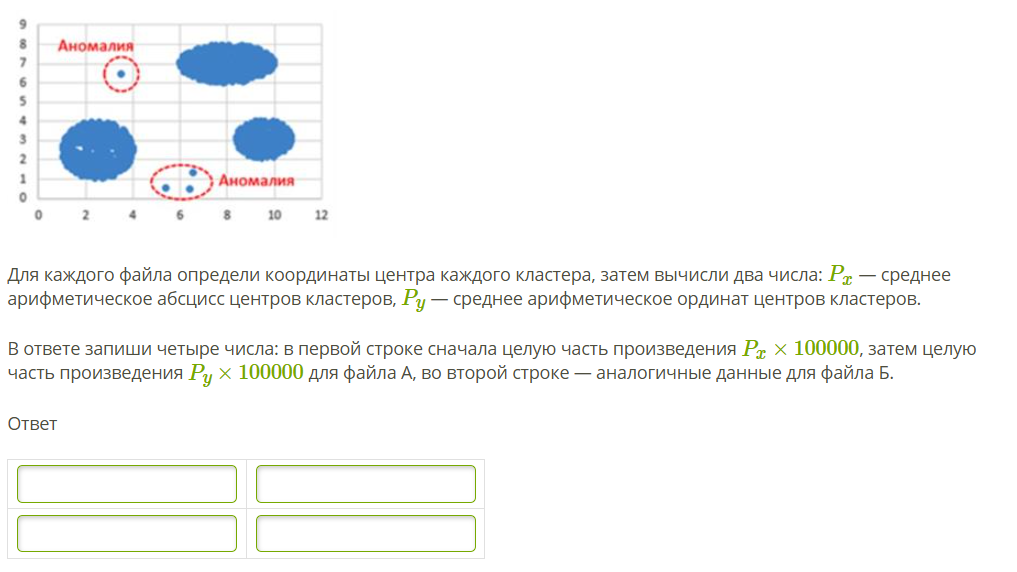 9
8
Аномалия
7
6
5
4
3
2
1
Аномалия
0
0 2 4 6 8 10 12
Для каждого файла определи координаты центра каждого кластера, затем вычисли два числа: Pₓ — среднее
арифметическое абсцисс центров кластеров, P_y — среднее арифметическое ординат центров кластеров.
В ответе запиши четыре числа: в первой строке сначала целую часть произведения Pₓ × 100000, затем целую
часть произведения P_y × 100000 для файла А, во второй строке — аналогичные данные для файла Б.
Ответ